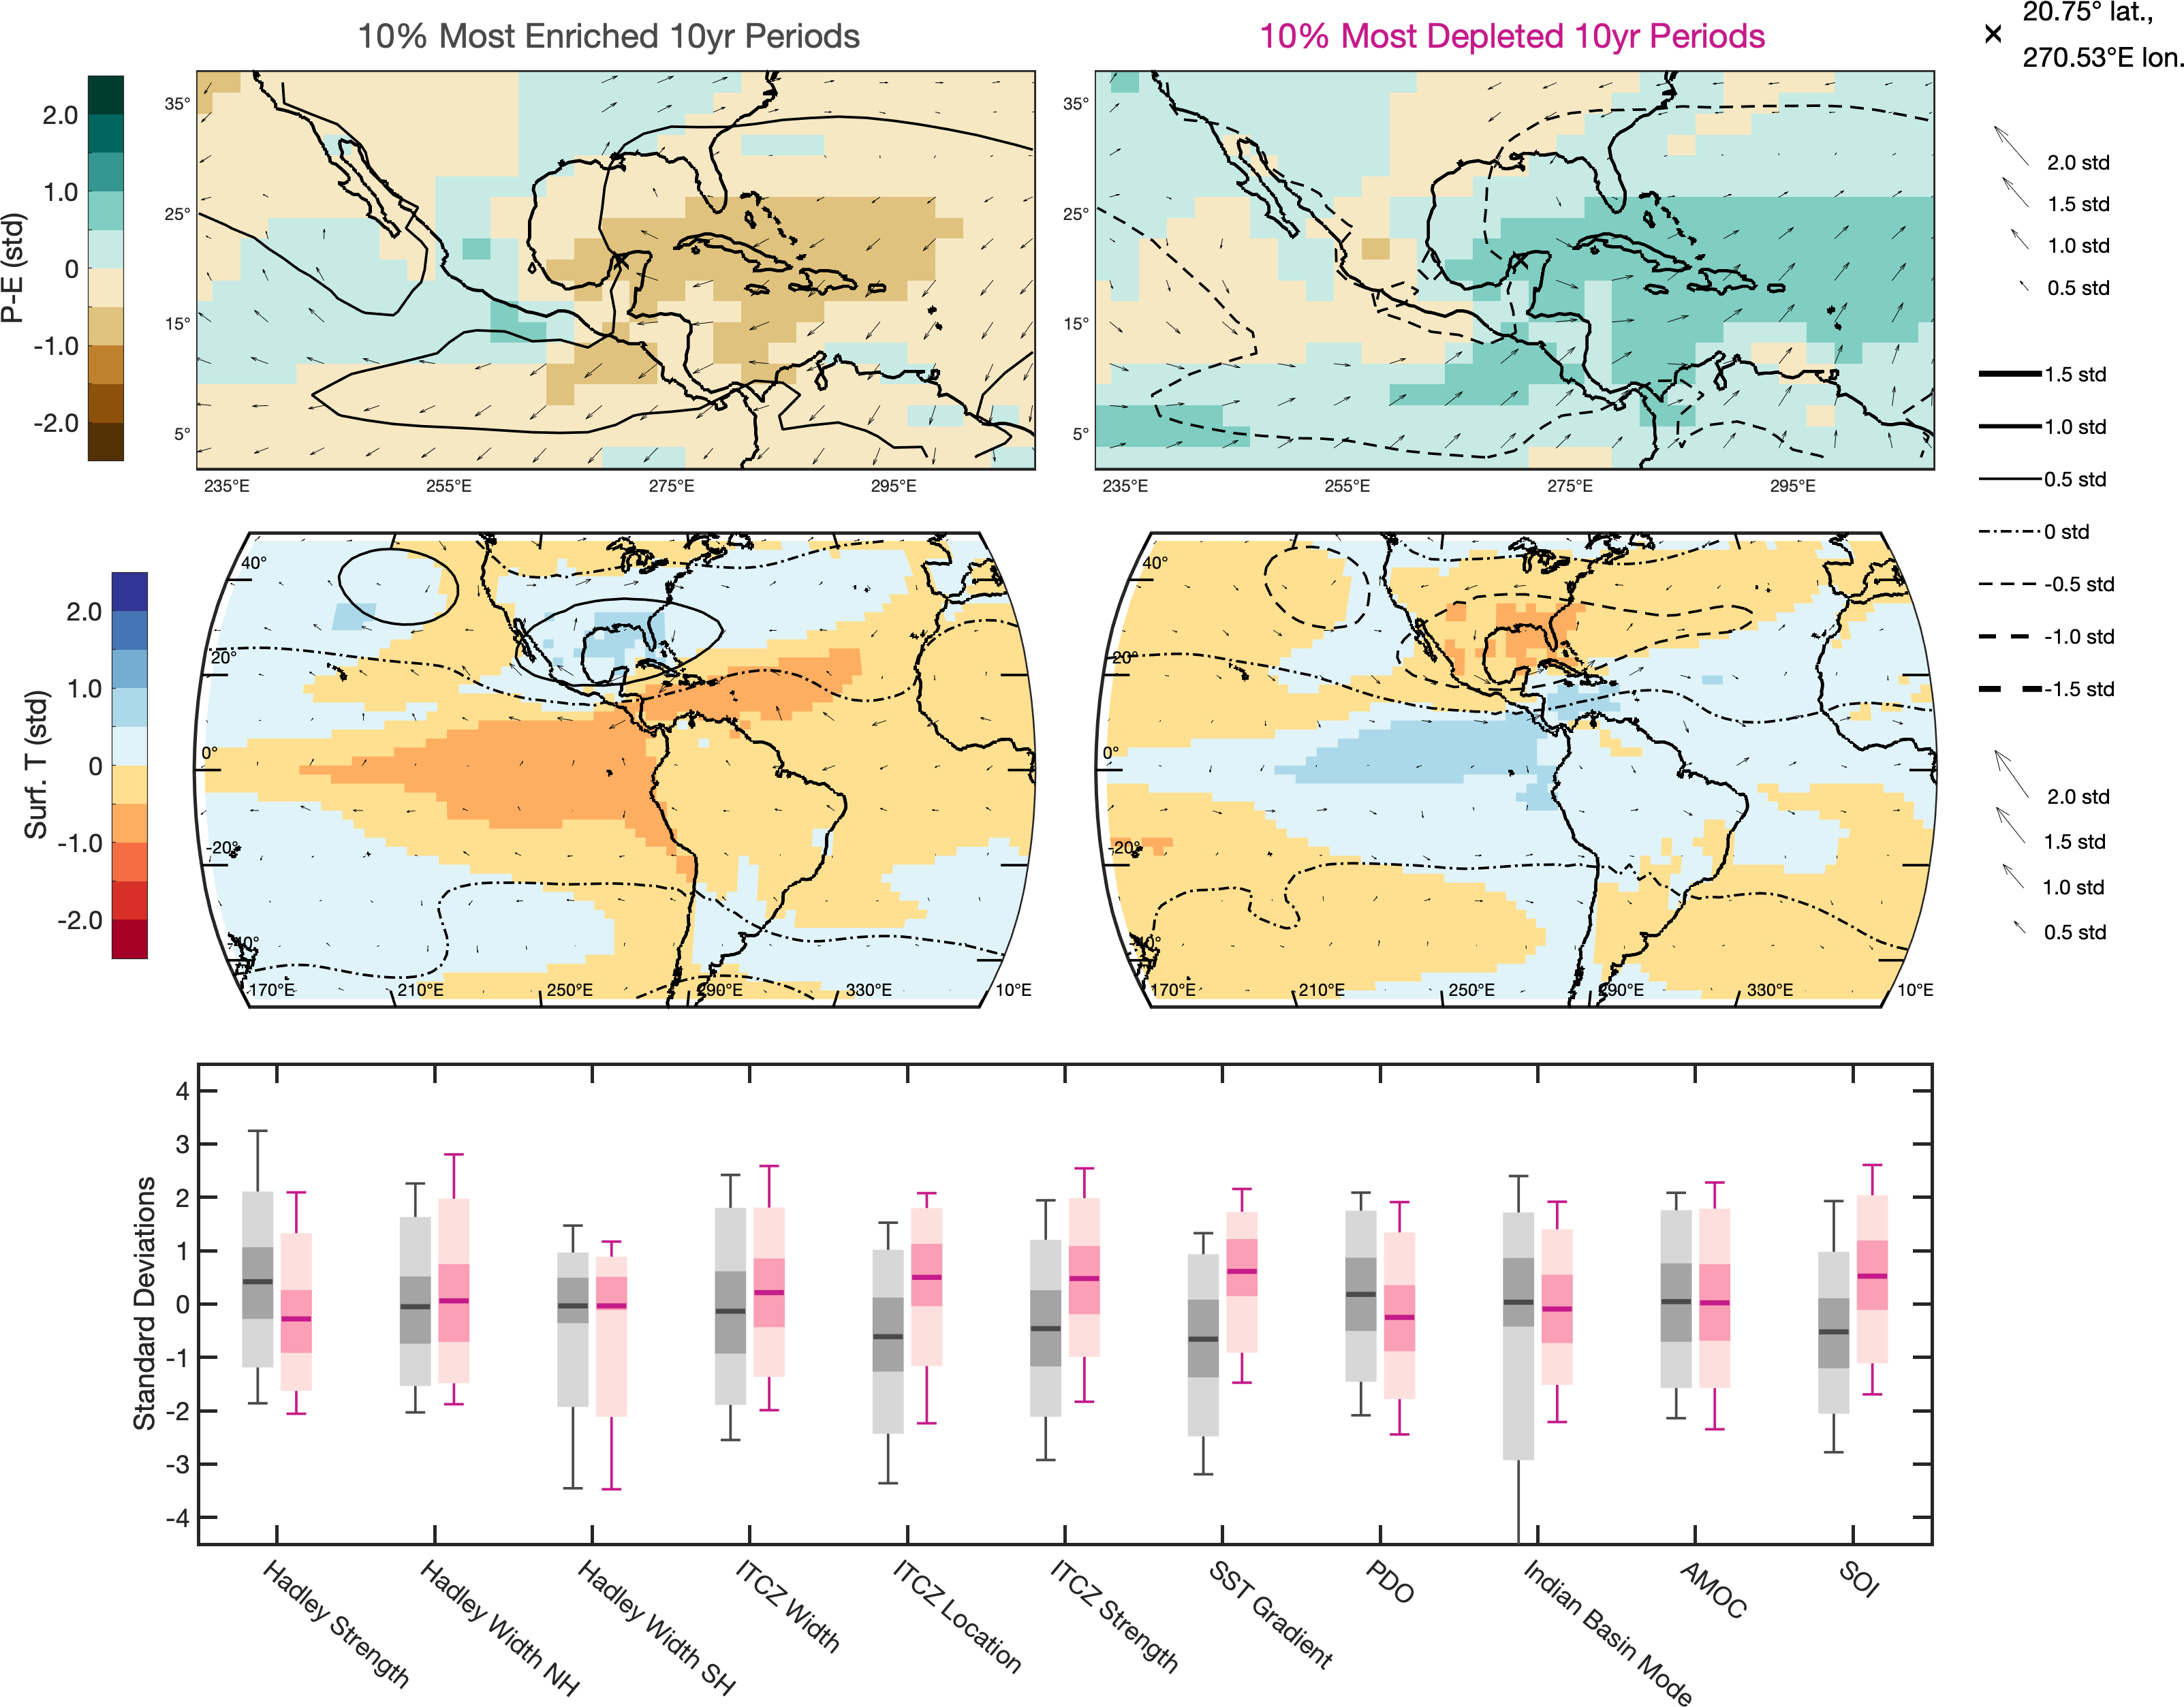 10% Most Enriched 10yr Periods
10% Most Depleted 10yr Periods
20.75° lat.,
270.53°E lon.
P-E (std)
2.0
1.0
0
-1.0
-2.0
35°
25°
15°
5°
235°E
255°E
275°E
295°E
35°
25°
15°
5°
235°E
255°E
275°E
295°E
2.0 std
1.5 std
1.0 std
0.5 std
1.5 std
1.0 std
0.5 std
0 std
-0.5 std
-1.0 std
-1.5 std
Surf. T (std)
2.0
1.0
0
-1.0
-2.0
40°
20°
0°
-20°
-40°
170°E
210°E
250°E
290°E
330°E
10°E
40°
20°
0°
-20°
-40°
170°E
210°E
250°E
290°E
330°E
10°E
2.0 std
1.5 std
1.0 std
0.5 std
Standard Deviations
4
3
2
1
0
-1
-2
-3
-4
Hadley Strength
Hadley Width NH
Hadley Width SH
ITCZ Width
ITCZ Location
ITCZ Strength
SST Gradient
PDO
Indian Basin Mode
AMOC
SOI